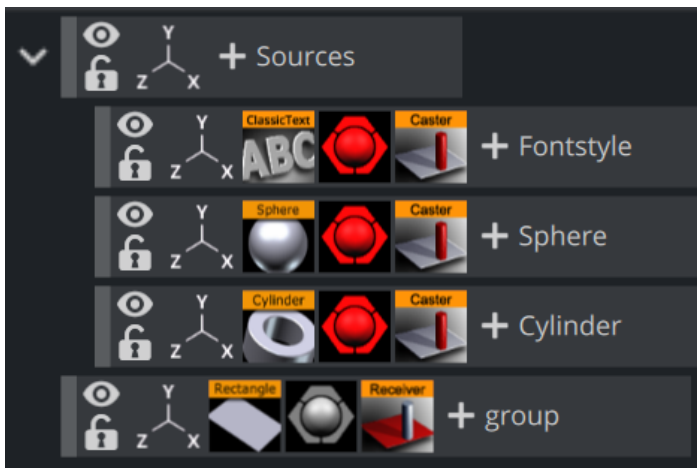 Y
Z X
+ Sources
Y ClassicText Caster
ABC
Z X
+ Fontstyle
Y Sphere Caster
Z X
+ Sphere
Y Cylinder Caster
Z X
+ Cylinder
Y Rectangle Receiver
Z X
+ group